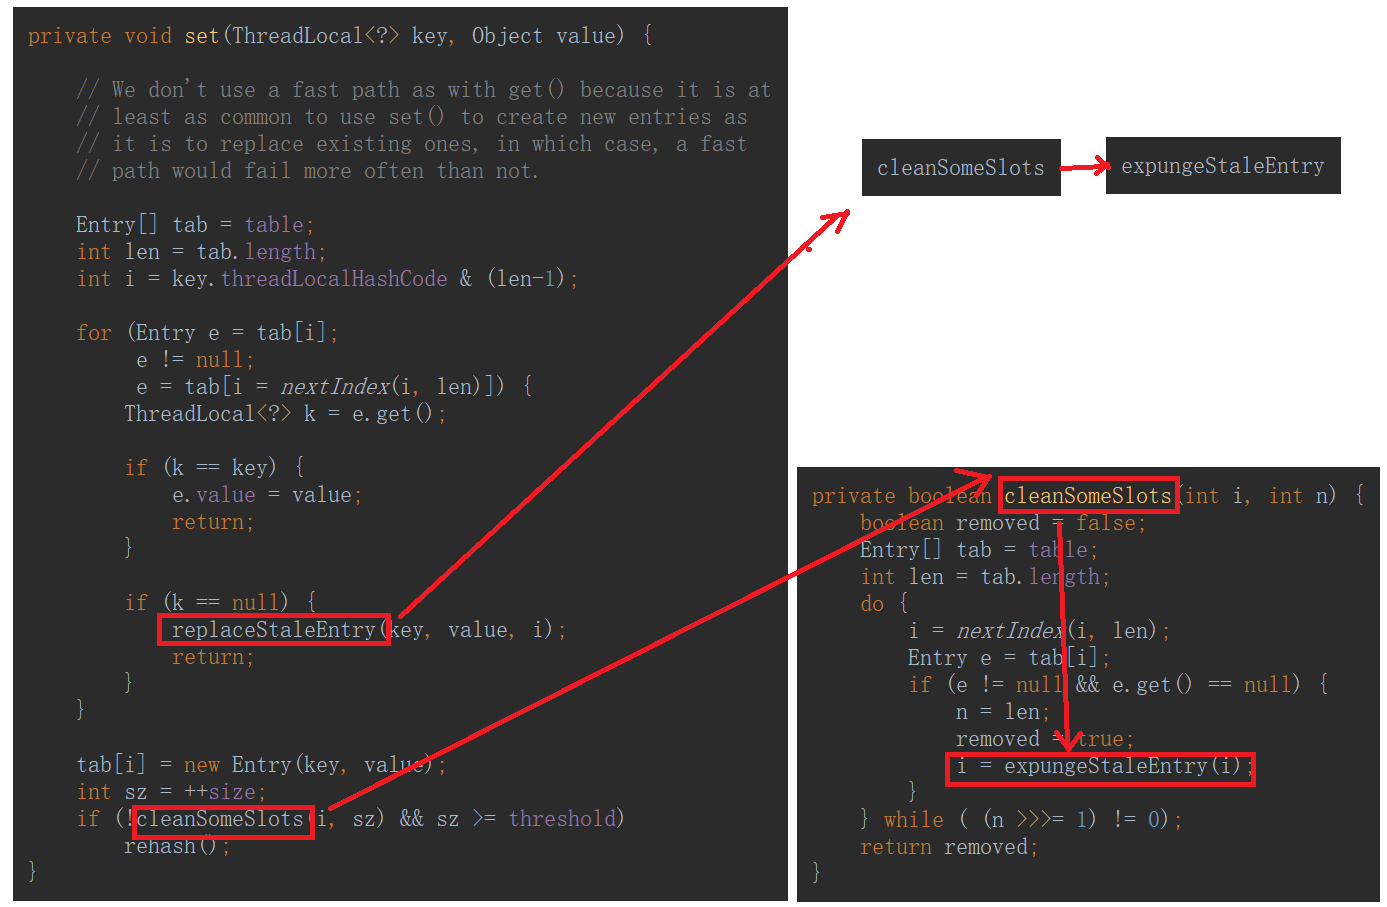 private void set(ThreadLocal<?> key, Object value) {
// We don't use a fast path as with get() because it is at
// least as common to use set() to create new entries as
// it is to replace existing ones, in which case, a fast
// path would fail more often than not.
Entry[] tab = table;
int len = tab.length;
int i = key.threadLocalHashCode & (len-1);
for (Entry e = tab[i];
e != null;
e = tab[i = nextIndex(i, len)]) {
ThreadLocal<?> k = e.get();
if (k == key) {
e.value = value;
return;
}
if (k == null) {
replaceStaleEntry(key, value, i);
return;
}
}
tab[i] = new Entry(key, value);
int sz = ++size;
if (!cleanSomeSlots(i, sz) && sz >= threshold)
rehash();
}
cleanSomeSlots
expungeStaleEntry
private boolean cleanSomeSlots(int i, int n) {
boolean removed = false;
Entry[] tab = table;
int len = tab.length;
do {
i = nextIndex(i, len);
Entry e = tab[i];
if (e != null && e.get() == null) {
n = len;
removed = true;
i = expungeStaleEntry(i);
}
} while ( (n >>>= 1) != 0);
return removed;
}